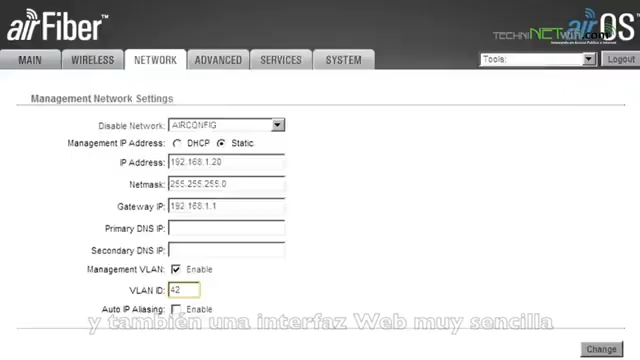 airFiber™
TECHNINETwifi.com
airOS
MAIN WIRELESS NETWORK ADVANCED SERVICES SYSTEM Tools: Logout
Management Network Settings
Disable Network: AIRCONFIG
Management IP Address: DHCP Static
IP Address: 192.168.1.20
Netmask: 255.255.255.0
Gateway IP: 192.168.1.1
Primary DNS IP:
Secondary DNS IP:
Management VLAN: Enable
VLAN ID: 42
Auto IP Aliasing: Enable
y también una interfaz Web muy sencilla
Change